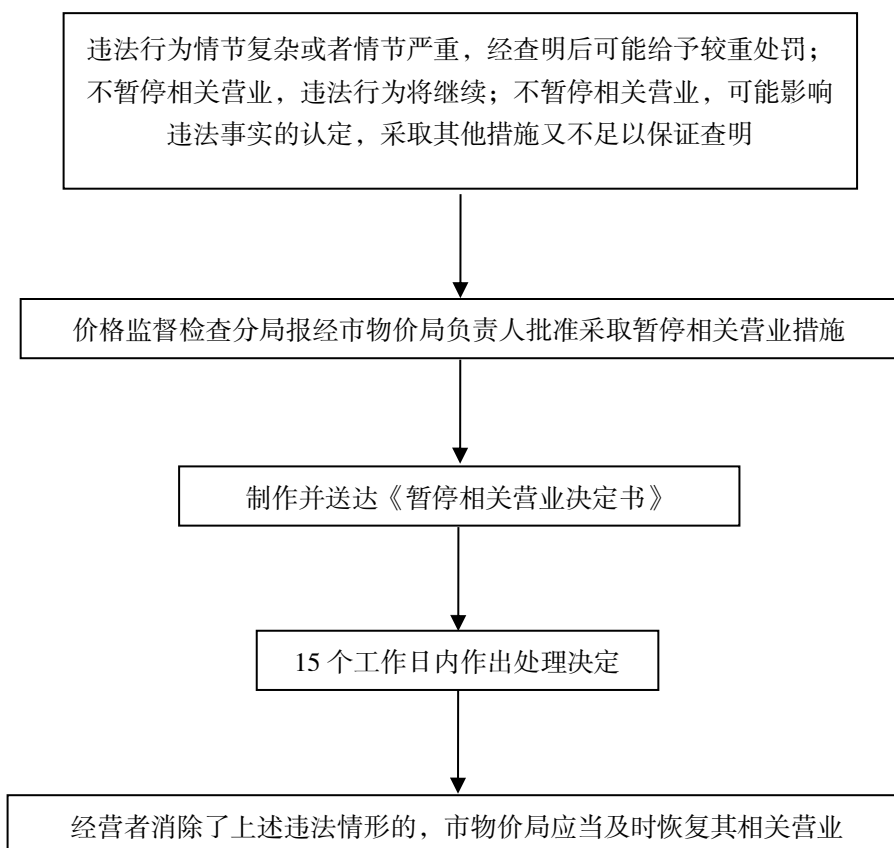 违法行为情节复杂或者情节严重，经查明后可能给予较重处罚；
不暂停相关营业，违法行为将继续；不暂停相关营业，可能影响
违法事实的认定，采取其他措施又不足以保证查明
价格监督检查分局报经市物价局负责人批准采取暂停相关营业措施
制作并送达《暂停相关营业决定书》
15 个工作日内作出处理决定
经营者消除了上述违法情形的，市物价局应当及时恢复其相关营业